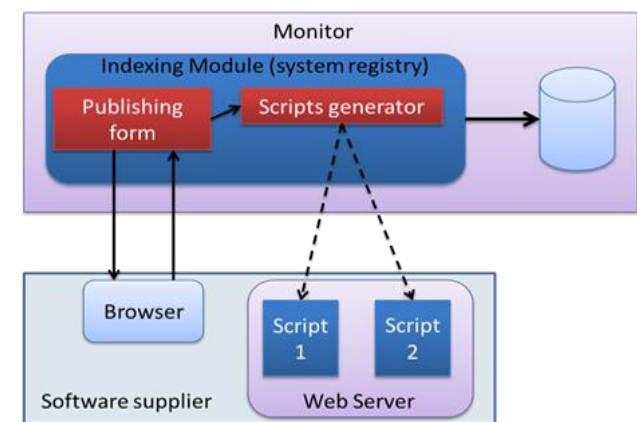 Monitor
Indexing Module (system registry)
Publishing
form
Scripts generator
Browser
Script
1
Script
2
Software supplier
Web Server